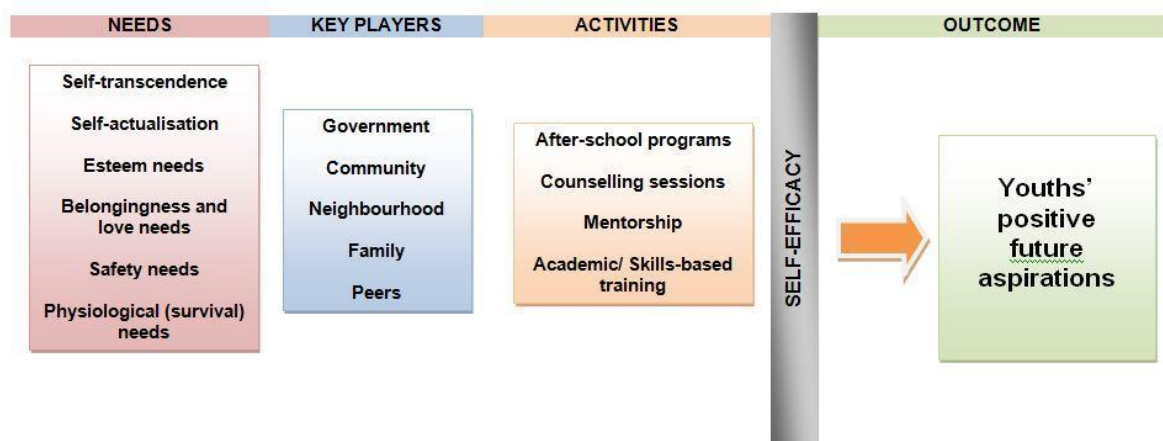 NEEDS
KEY PLAYERS
ACTIVITIES
OUTCOME
Self-transcendence
Self-actualisation
Esteem needs
Belongingness and
love needs
Safety needs
Physiological (survival)
needs
Government
Community
Neighbourhood
Family
Peers
After-school programs
Counselling sessions
Mentorship
Academic/ Skills-based
training
SELF-EFFICACY
Youths’
positive
future
aspirations